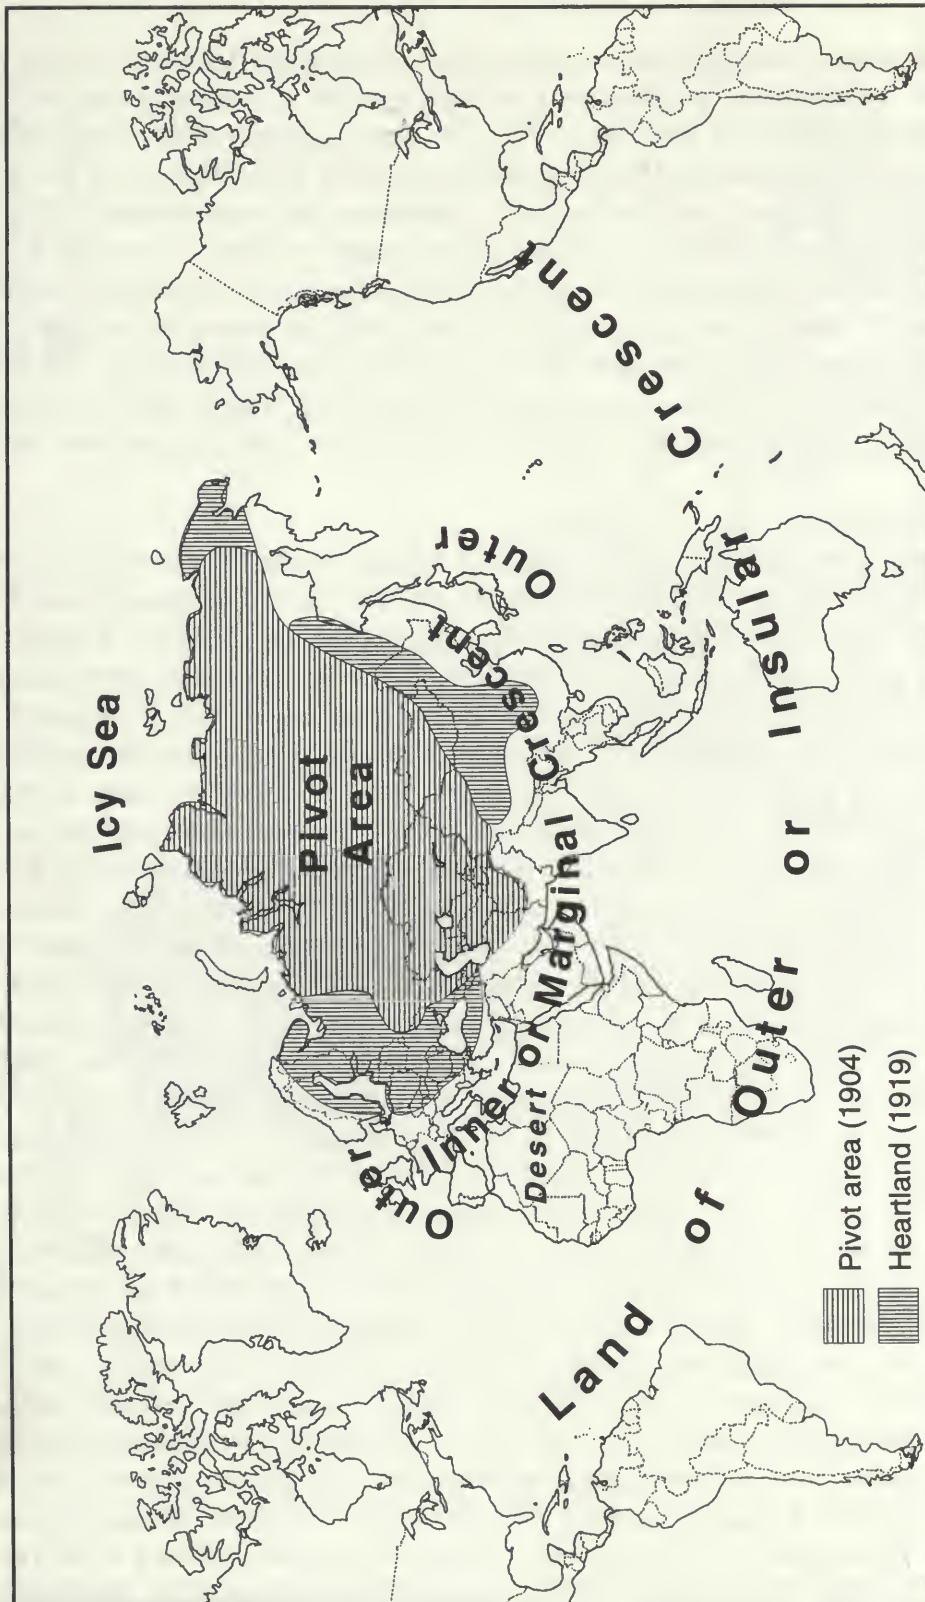 Icy Sea
Pivot
Area
Outer
Outer
Inner or Marginal Crescent
Desert
Land of Outer or Insular Crescent
Pivot area (1904)
Heartland (1919)